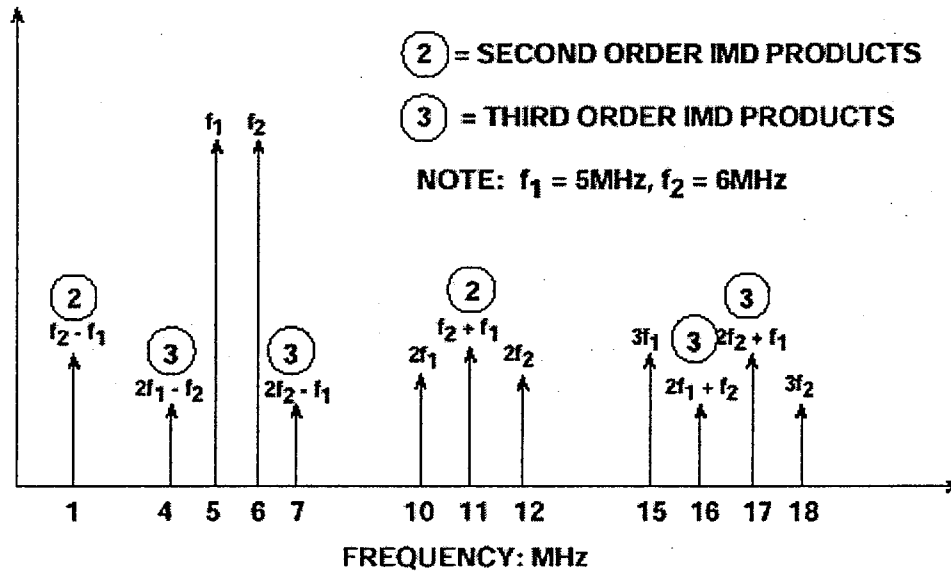 2 = SECOND ORDER IMD PRODUCTS
3 = THIRD ORDER IMD PRODUCTS
NOTE: f1 = 5MHz, f2 = 6MHz
f1
f2
2
f2 - f1
3
2f1 - f2
3
2f2 - f1
2
f2 + f1
2f1
2f2
3
3f1
3
2f2 + f1
2f1 + f2
3f2
1 4 5 6 7 10 11 12 15 16 17 18
FREQUENCY: MHz